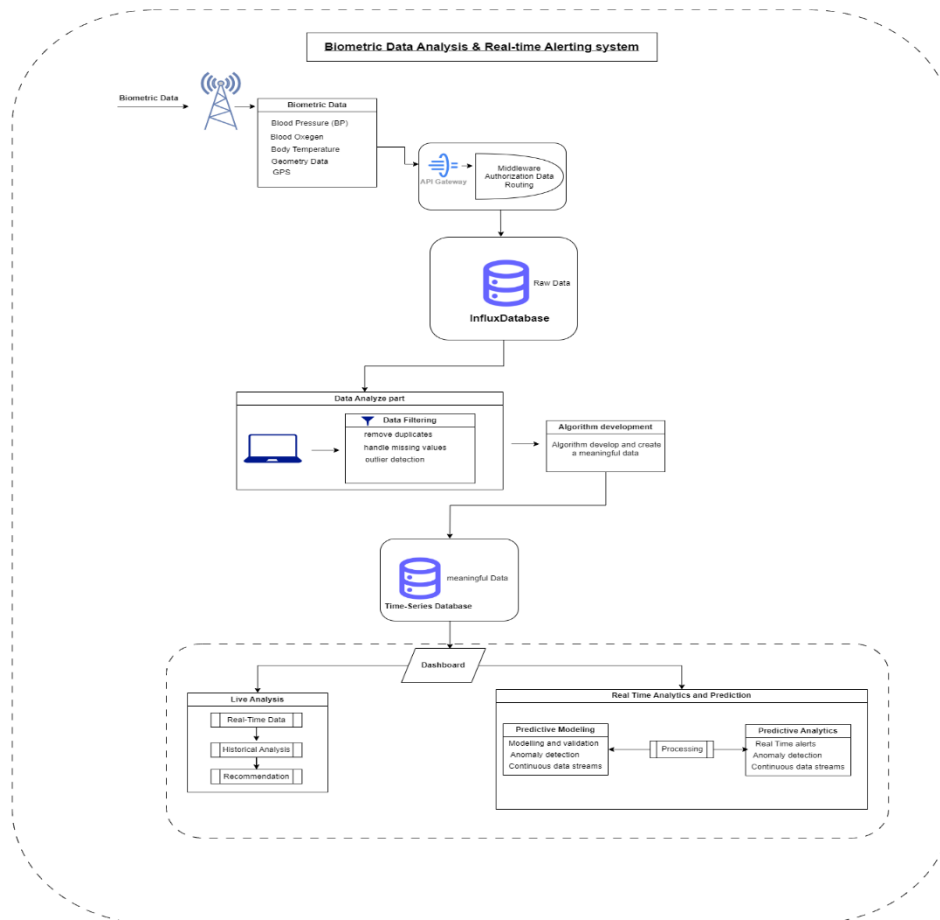 Biometric Data Analysis & Real-time Alerting system
Biometric Data
Biometric Data
Blood Pressure (BP)
Blood Oxegen
Body Temperature
Geometry Data
GPS
API Gateway
Middleware
Authorization Data
Routing
Raw Data
InfluxDatabase
Data Analyze part
Data Filtering
remove duplicates
handle missing values
outlier detection
Algorithm development
Algorithm develop and create
a meaningful data
meaningful Data
Time-Series Database
Dashboard
Live Analysis
Real-Time Data
Historical Analysis
Recommendation
Real Time Analytics and Prediction
Predictive Modeling
Modelling and validation
Anomaly detection
Continuous data streams
Processing
Predictive Analytics
Real Time alerts
Anomaly detection
Continuous data streams